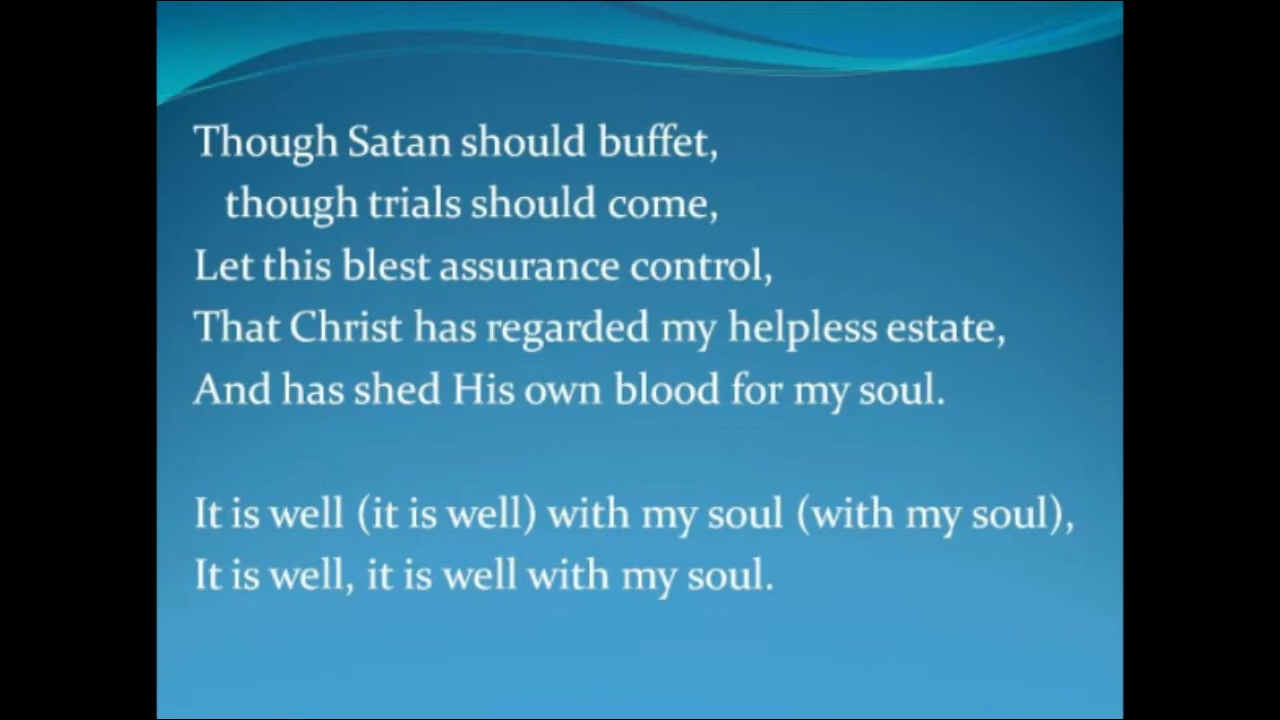 Though Satan should buffet,
though trials should come,
Let this blest assurance control,
That Christ has regarded my helpless estate,
And has shed His own blood for my soul.
It is well (it is well) with my soul (with my soul),
It is well, it is well with my soul.